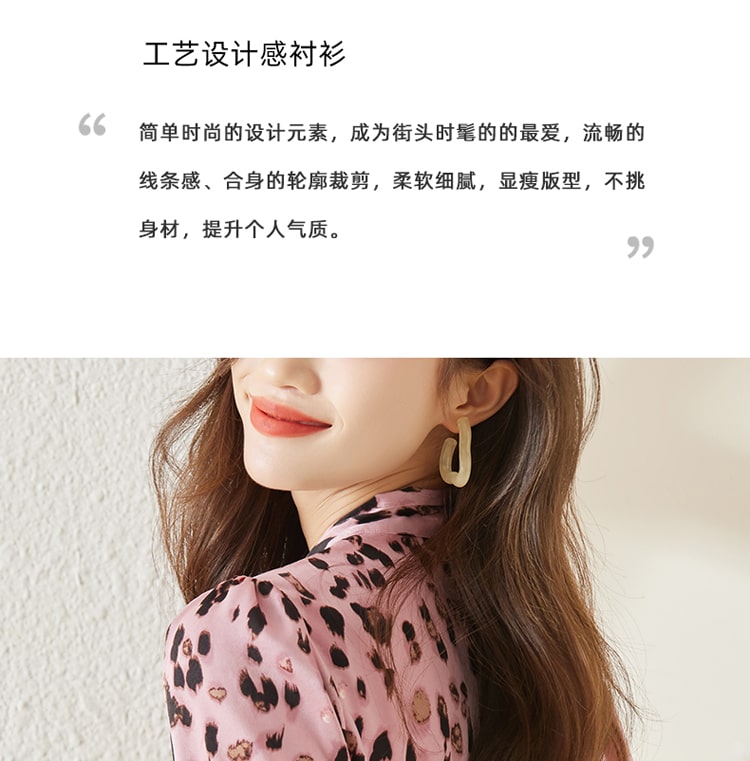 工艺设计感衬衫
“
简单时尚的设计元素，成为街头时髦的的最爱，流畅的
线条感、合身的轮廓裁剪，柔软细腻，显瘦版型，不挑
身材，提升个人气质。
”